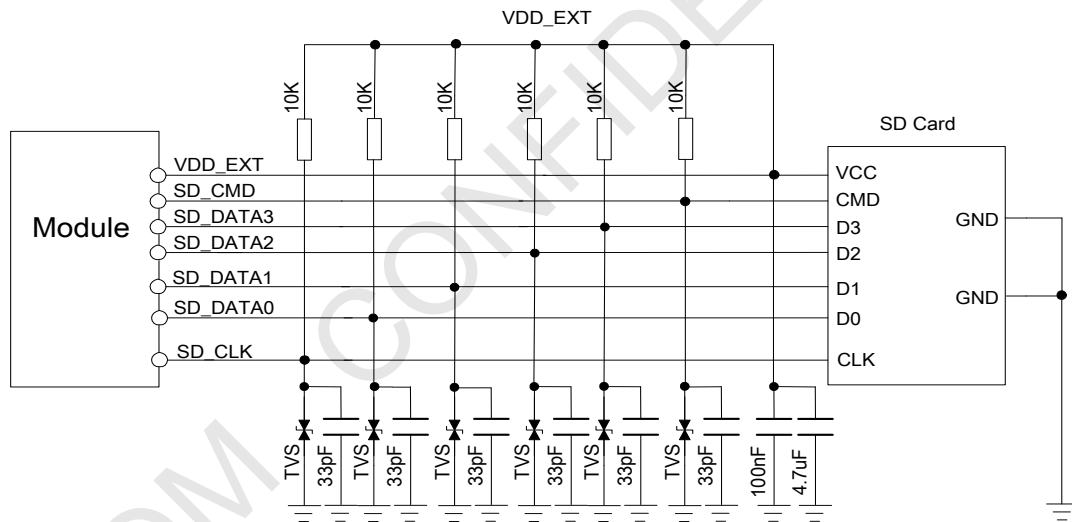 VDD_EXT
10K
10K
10K
10K
10K
10K
SD Card
Module
VDD_EXT
SD_CMD
SD_DATA3
SD_DATA2
SD_DATA1
SD_DATA0
SD_CLK
VCC
CMD
D3
D2
D1
D0
CLK
GND
GND
TVS
33pF
TVS
33pF
TVS
33pF
TVS
33pF
TVS
33pF
TVS
33pF
100nF
4.7uF
OM CONFIDE